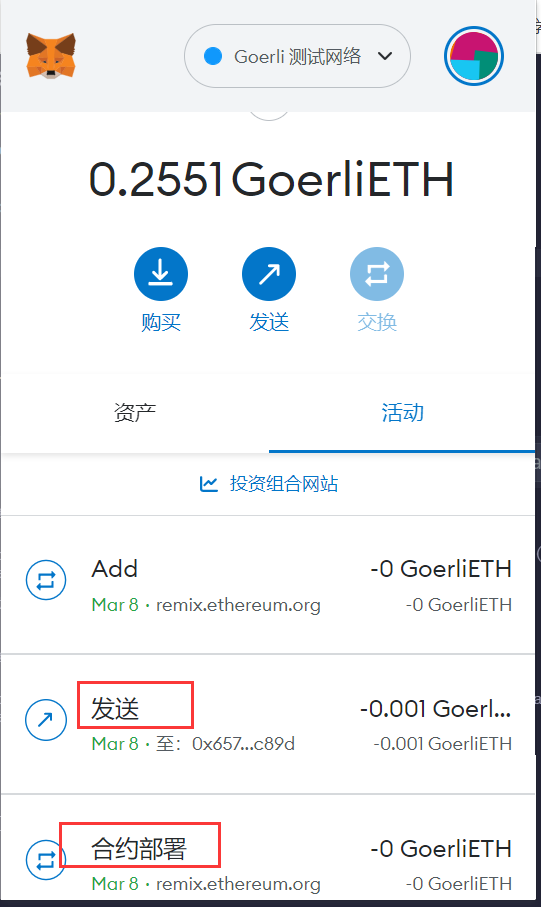 Goerli 测试网络
0.2551 GoerliETH
购买
发送
交换
资产
活动
投资组合网站
Add
-0 GoerliETH
Mar 8 · remix.ethereum.org
-0 GoerliETH
发送
-0.001 Goerl...
Mar 8 · 至：0x657...c89d
-0.001 GoerliETH
合约部署
-0 GoerliETH
Mar 8 · remix.ethereum.org
-0 GoerliETH